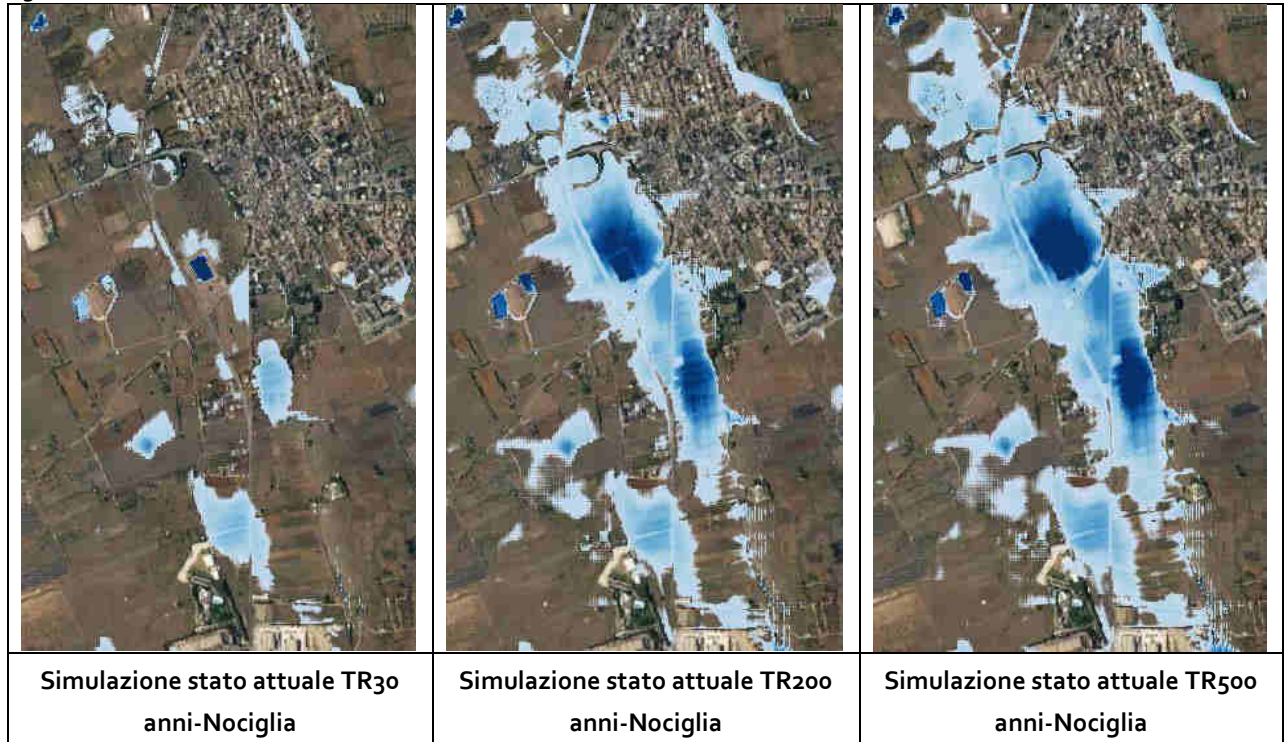 Simulazione stato attuale TR30
anni-Nociglia
Simulazione stato attuale TR200
anni-Nociglia
Simulazione stato attuale TR500
anni-Nociglia